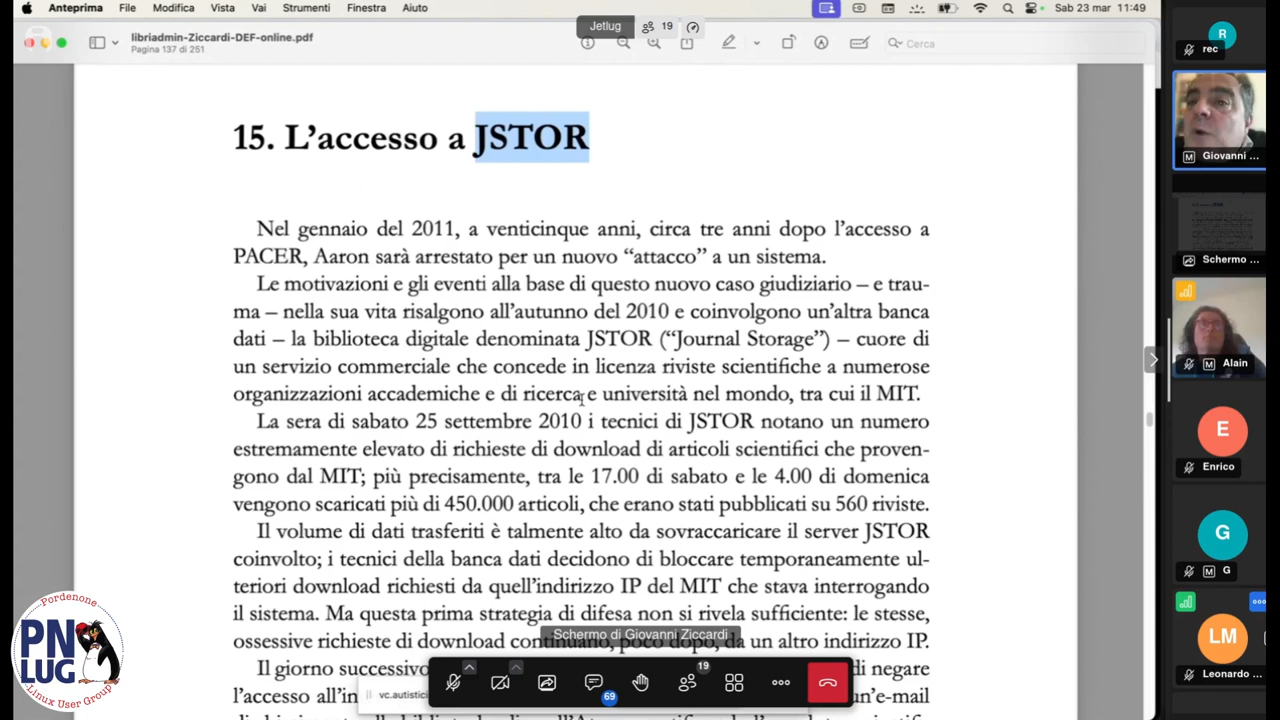 Anteprima File Modifica Vista Vai Strumenti Finestra Aiuto
Sab 23 mar 11:49
Jetlug 19
libriadmin-Ziccardi-DEF-online.pdf
Pagina 137 di 251
Cerca
15. L'accesso a JSTOR
Nel gennaio del 2011, a venticinque anni, circa tre anni dopo l'accesso a
PACER, Aaron sarà arrestato per un nuovo “attacco” a un sistema.
Le motivazioni e gli eventi alla base di questo nuovo caso giudiziario – e trau-
ma – nella sua vita risalgono all'autunno del 2010 e coinvolgono un'altra banca
dati – la biblioteca digitale denominata JSTOR (“Journal Storage”) – cuore di
un servizio commerciale che concede in licenza riviste scientifiche a numerose
organizzazioni accademiche e di ricerca e università nel mondo, tra cui il MIT.
La sera di sabato 25 settembre 2010 i tecnici di JSTOR notano un numero
estremamente elevato di richieste di download di articoli scientifici che proven-
gono dal MIT; più precisamente, tra le 17.00 di sabato e le 4.00 di domenica
vengono scaricati più di 450.000 articoli, che erano stati pubblicati su 560 riviste.
Il volume di dati trasferiti è talmente alto da sovraccaricare il server JSTOR
coinvolto; i tecnici della banca dati decidono di bloccare temporaneamente ul-
teriori download richiesti da quell'indirizzo IP del MIT che stava interrogando
il sistema. Ma questa prima strategia di difesa non si rivela sufficiente: le stesse,
ossessive richieste di download continuano, poco dopo, da un altro indirizzo IP.
Schermo di Giovanni Ziccardi
Il giorno successivo di negare
l'accesso all'in un'e-mail
vc.autistici
19
69
R
rec
Giovanni ...
Schermo ...
Alain
E
Enrico
G
G
LM
Leonardo ...
Pordenone
PN
LUG
Linux User Group